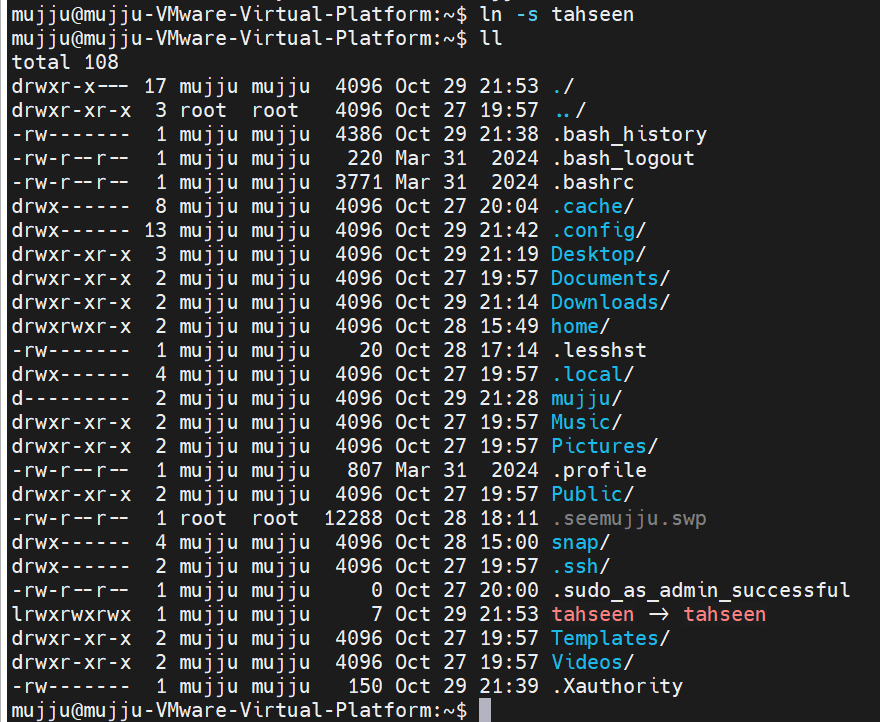 mujju@mujju-VMware-Virtual-Platform:~$ ln -s tahseen
mujju@mujju-VMware-Virtual-Platform:~$ ll
total 108
drwxr-x--- 17 mujju mujju  4096 Oct 29 21:53 ./
drwxr-xr-x  3 root  root   4096 Oct 27 19:57 ../
-rw-------  1 mujju mujju  4386 Oct 29 21:38 .bash_history
-rw-r--r--  1 mujju mujju   220 Mar 31  2024 .bash_logout
-rw-r--r--  1 mujju mujju  3771 Mar 31  2024 .bashrc
drwx------  8 mujju mujju  4096 Oct 27 20:04 .cache/
drwx------ 13 mujju mujju  4096 Oct 29 21:42 .config/
drwxr-xr-x  3 mujju mujju  4096 Oct 29 21:19 Desktop/
drwxr-xr-x  2 mujju mujju  4096 Oct 27 19:57 Documents/
drwxr-xr-x  2 mujju mujju  4096 Oct 29 21:14 Downloads/
drwxrwxr-x  2 mujju mujju  4096 Oct 28 15:49 home/
-rw-------  1 mujju mujju    20 Oct 28 17:14 .lesshst
drwx------  4 mujju mujju  4096 Oct 27 19:57 .local/
d---------  2 mujju mujju  4096 Oct 29 21:28 mujju/
drwxr-xr-x  2 mujju mujju  4096 Oct 27 19:57 Music/
drwxr-xr-x  2 mujju mujju  4096 Oct 27 19:57 Pictures/
-rw-r--r--  1 mujju mujju   807 Mar 31  2024 .profile
drwxr-xr-x  2 mujju mujju  4096 Oct 27 19:57 Public/
-rw-r--r--  1 root  root  12288 Oct 28 18:11 .seemujju.swp
drwx------  4 mujju mujju  4096 Oct 28 15:00 snap/
drwx------  2 mujju mujju  4096 Oct 27 19:57 .ssh/
-rw-r--r--  1 mujju mujju     0 Oct 27 20:00 .sudo_as_admin_successful
lrwxrwxrwx  1 mujju mujju     7 Oct 29 21:53 tahseen -> tahseen
drwxr-xr-x  2 mujju mujju  4096 Oct 27 19:57 Templates/
drwxr-xr-x  2 mujju mujju  4096 Oct 27 19:57 Videos/
-rw-------  1 mujju mujju   150 Oct 29 21:39 .Xauthority
mujju@mujju-VMware-Virtual-Platform:~$